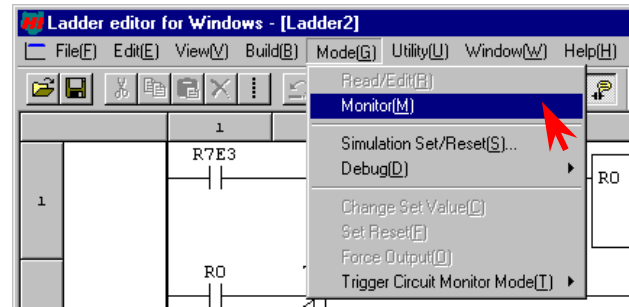 Ladder editor for Windows - [Ladder2]
File(F) Edit(E) View(V) Build(B) Mode(G) Utility(U) Window(W) Help(H)
Read/Edit(R)
Monitor(M)
Simulation Set/Reset(S)...
Debug(D)
Change Set Value(C)
Set Reset(F)
Force Output(O)
Trigger Circuit Monitor Mode(T)
1
R7E3
1
R0
R0